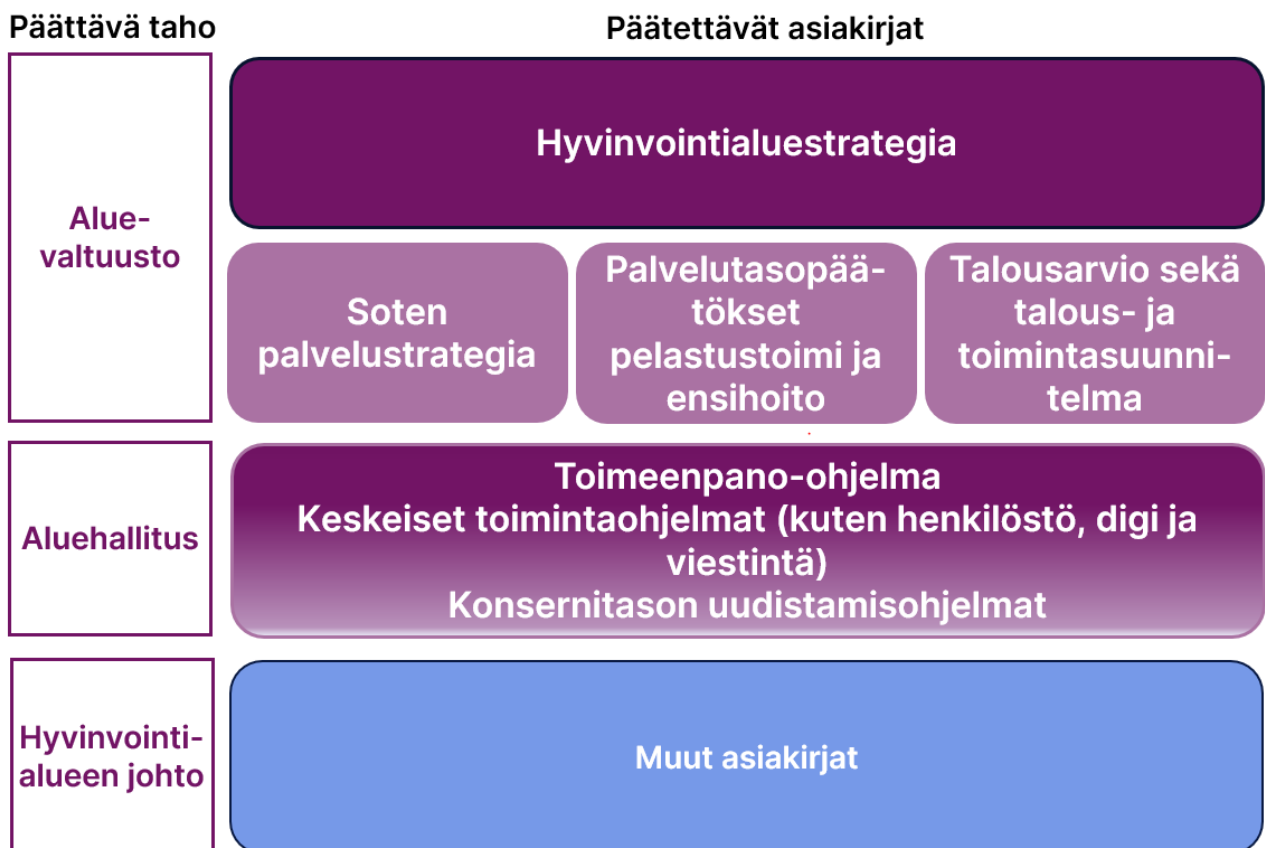 Päättävä taho
Päätettävät asiakirjat
Alue-
valtuusto
Hyvinvointialuestrategia
Soten
palvelustrategia
Palvelutasopää-
tökset
pelastustoimi ja
ensihoito
Talousarvio sekä
talous- ja
toimintasuunni-
telma
Aluehallitus
Toimeenpano-ohjelma
Keskeiset toimintaohjelmat (kuten henkilöstö, digi ja
viestintä)
Konsernitason uudistamisohjelmat
Hyvinvointi-
alueen johto
Muut asiakirjat